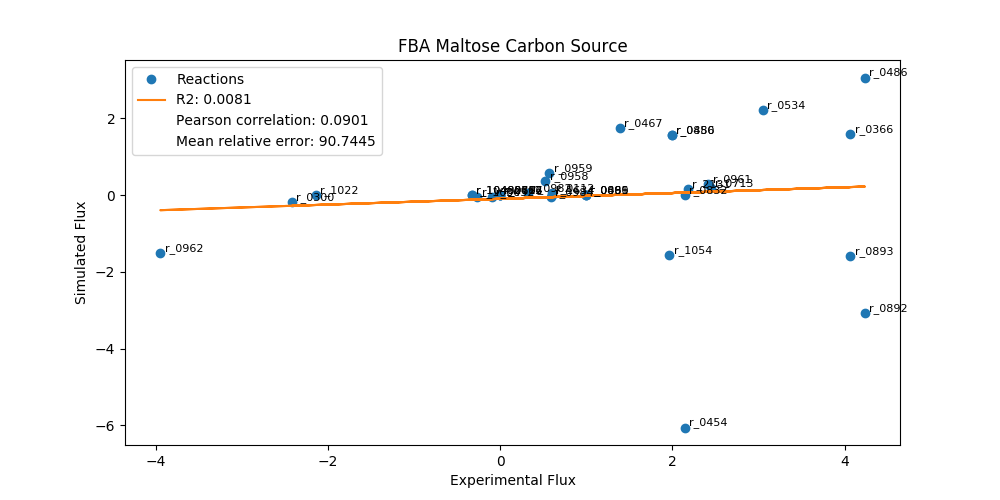 FBA Maltose Carbon Source
Reactions
R2: 0.0081
Pearson correlation: 0.0901
Mean relative error: 90.7445
r_0486
r_0534
r_0467
r_0366
r_0959
r_0958
r_0961
r_1022
r_0300
r_0962
r_1054
r_0893
r_0892
r_0454
Simulated Flux
2
0
−2
−4
−6
−4
−2
0
2
4
Experimental Flux